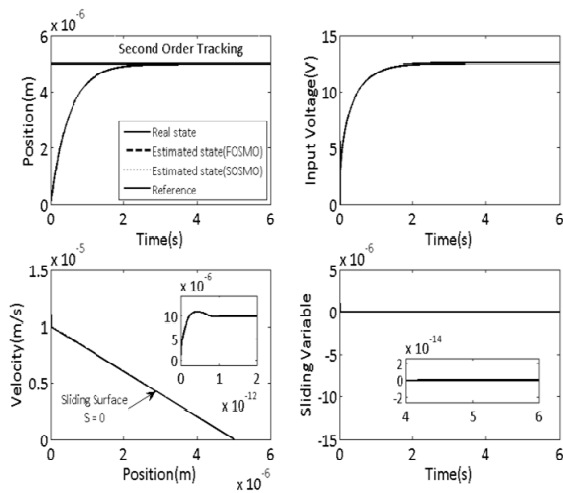 x 10^-6
Second Order Tracking
6
4
2
0
Position(m)
Real state
Estimated state(FOSMO)
Estimated state(SOSMO)
Reference
0 2 4 6
Time(s)
15
10
5
0
Input Voltage(V)
0 2 4 6
Time(s)
x 10^-5
1.5
1
0.5
0
Velocity(m/s)
x 10^-6
10
5
0
0 1 2
x 10^-12
Sliding Surface
S = 0
0 2 4 6
Position(m)
x 10^-6
x 10^-6
5
0
-5
-10
-15
Sliding Variable
x 10^-14
2
0
-2
4 5 6
0 2 4 6
Time(s)